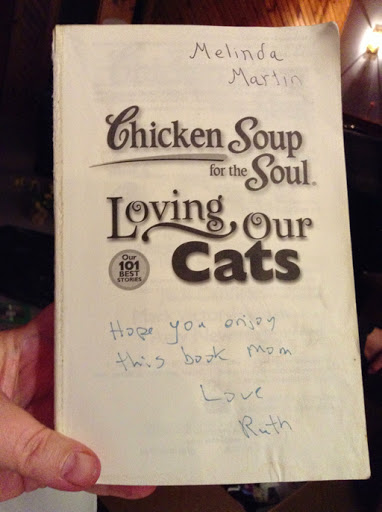 Melinda
Martin
Chicken Soup
for the Soul®
Loving Our
Cats
Our
101
BEST
STORIES
Hope you enjoy
this book mom
Love
Ruth